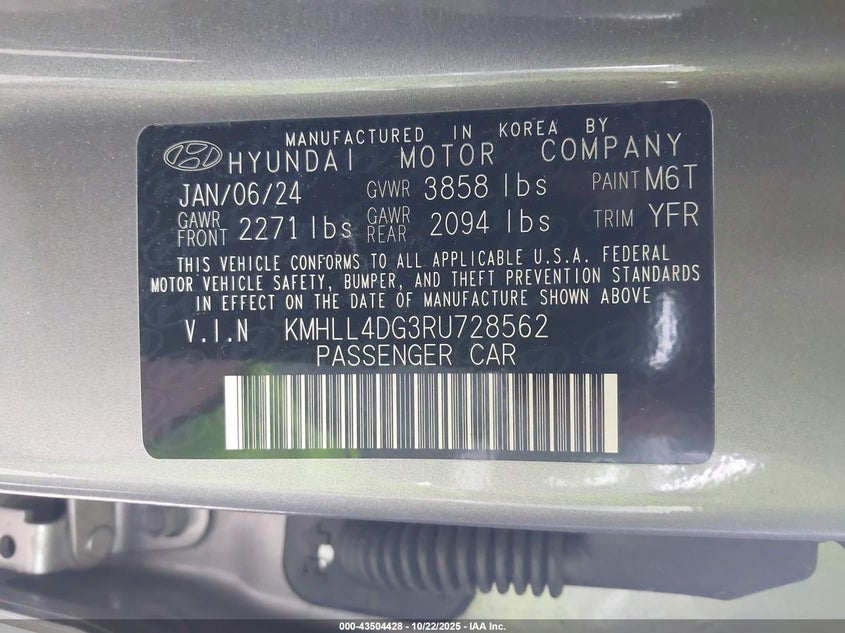 MANUFACTURED IN KOREA BY
HYUNDAI MOTOR COMPANY
JAN/06/24 GVWR 3858 lbs PAINT M6T
GAWR FRONT 2271 lbs GAWR REAR 2094 lbs TRIM YFR
THIS VEHICLE CONFORMS TO ALL APPLICABLE U.S.A. FEDERAL
MOTOR VEHICLE SAFETY, BUMPER, AND THEFT PREVENTION STANDARDS
IN EFFECT ON THE DATE OF MANUFACTURE SHOWN ABOVE
V.I.N KMHLL4DG3RU728562
PASSENGER CAR
000-43504428 - 10/22/2025 - IAA Inc.